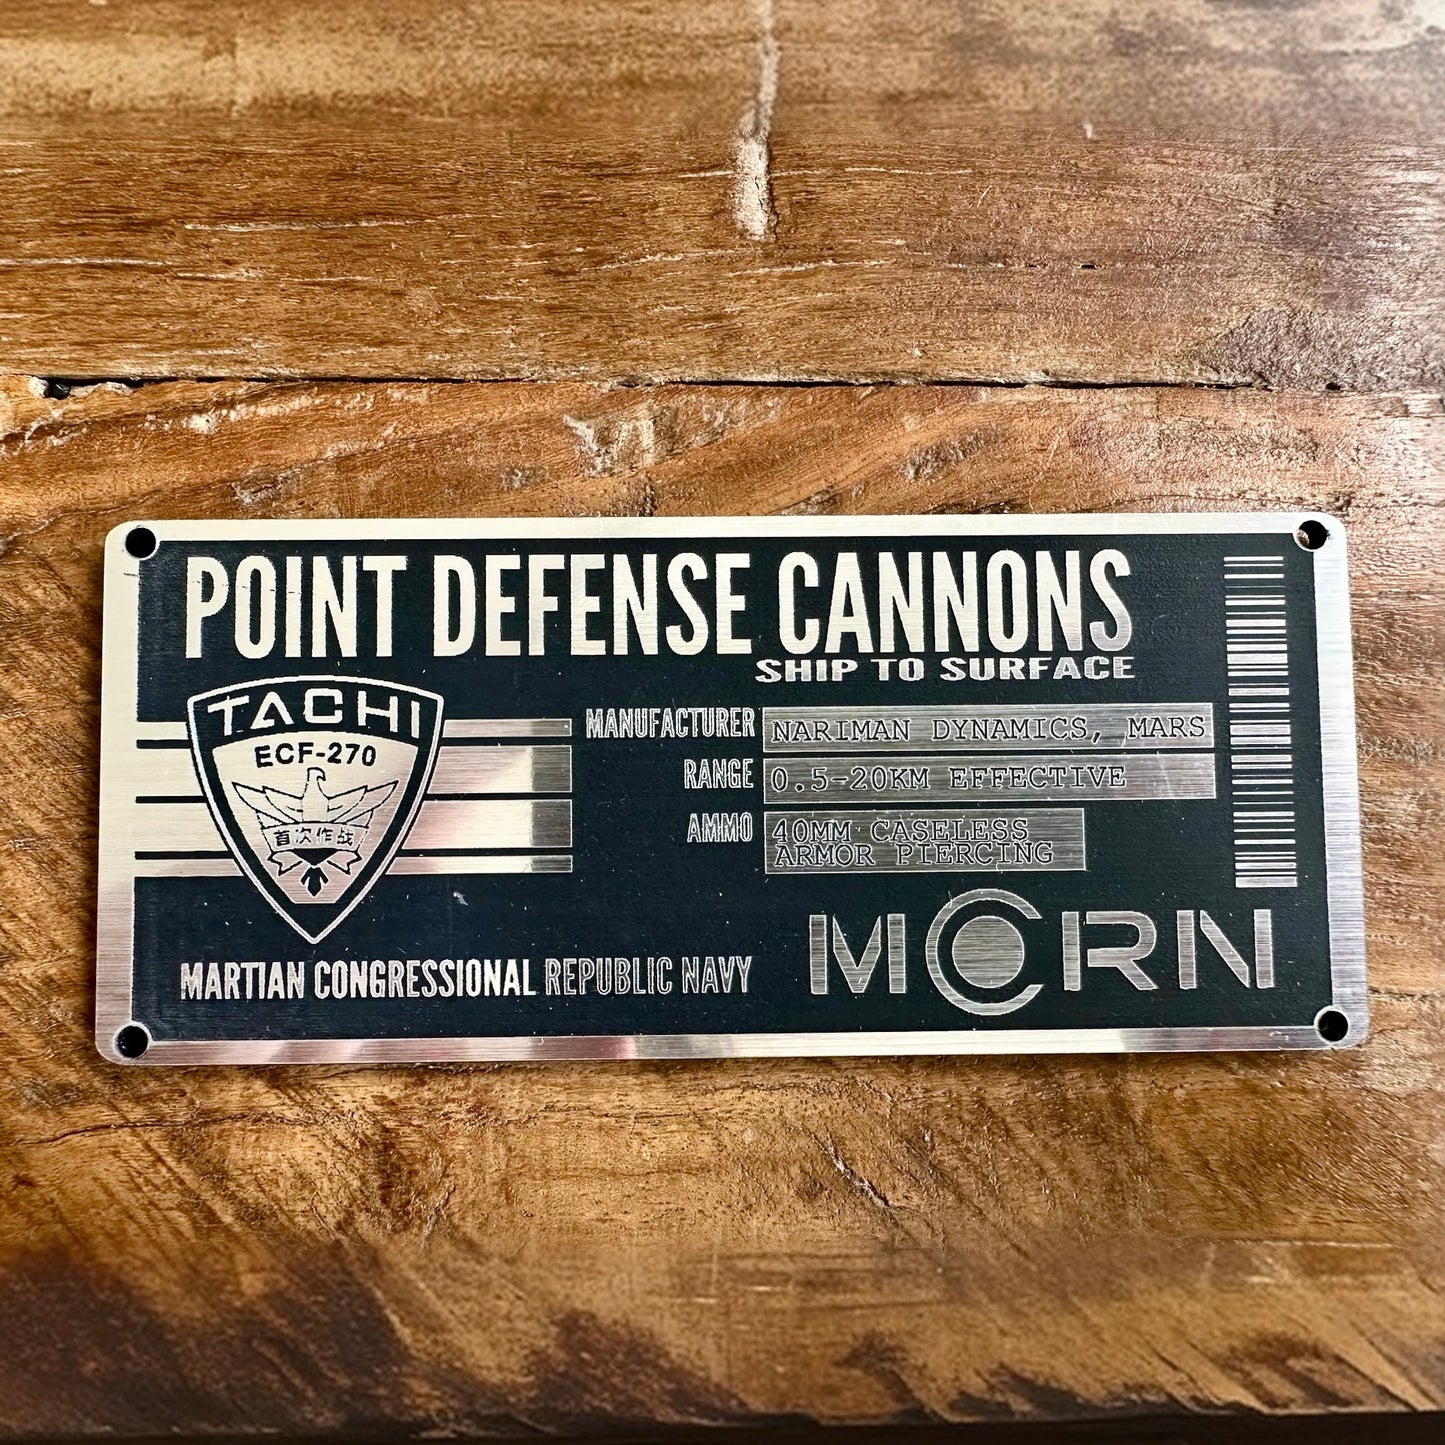 POINT DEFENSE CANNONS
SHIP TO SURFACE
TACHI
ECF-270
首次作战
MANUFACTURER NARIMAN DYNAMICS, MARS
RANGE 0.5-20KM EFFECTIVE
AMMO 40MM CASELESS
ARMOR PIERCING
MARTIAN CONGRESSIONAL REPUBLIC NAVY
MCRN